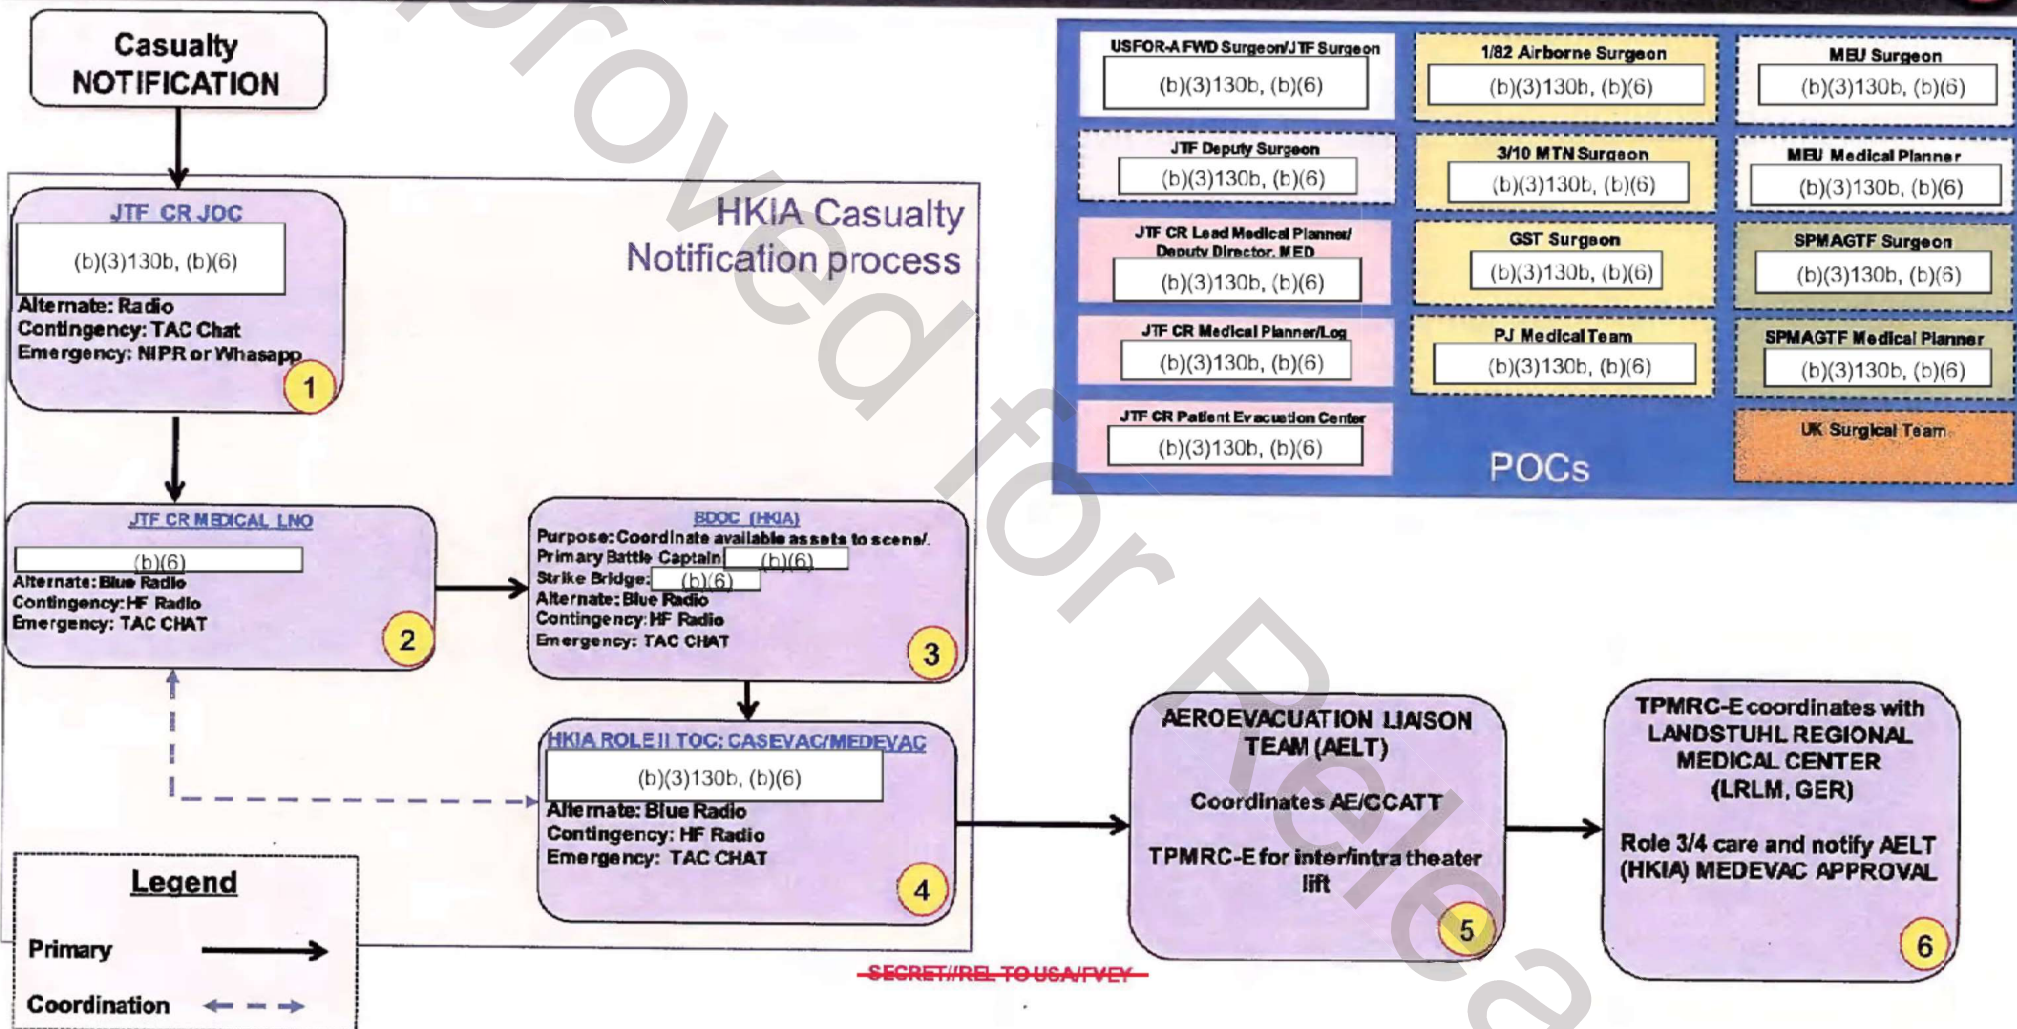 Casualty
NOTIFICATION
HKIA Casualty
Notification process
JTF CR JOC
(b)(3)130b, (b)(6)
Alternate: Radio
Contingency: TAC Chat
Emergency: NIPR or Whasapp
1
JTF CR MEDICAL LNO
(b)(6)
Alternate: Blue Radio
Contingency: HF Radio
Emergency: TAC CHAT
2
BDOC (HKIA)
Purpose: Coordinate available assets to scene/.
Primary Battle Captain (b)(6)
Strike Bridge: (b)(6)
Alternate: Blue Radio
Contingency: HF Radio
Emergency: TAC CHAT
3
HKIA ROLE II TOC: CASEVAC/MEDEVAC
(b)(3)130b, (b)(6)
Alternate: Blue Radio
Contingency: HF Radio
Emergency: TAC CHAT
4
AEROEVACUATION LIAISON
TEAM (AELT)
Coordinates AE/CCATT
TPMRC-E for inter/intra theater
lift
5
TPMRC-E coordinates with
LANDSTUHL REGIONAL
MEDICAL CENTER
(LRLM, GER)
Role 3/4 care and notify AELT
(HKIA) MEDEVAC APPROVAL
6
USFOR-A FWD Surgeon/JTF Surgeon
(b)(3)130b, (b)(6)
JTF Deputy Surgeon
(b)(3)130b, (b)(6)
JTF CR Lead Medical Planner/
Deputy Director, MED
(b)(3)130b, (b)(6)
JTF CR Medical Planner/Log
(b)(3)130b, (b)(6)
JTF CR Patient Evacuation Center
(b)(3)130b, (b)(6)
1/82 Airborne Surgeon
(b)(3)130b, (b)(6)
3/10 MTN Surgeon
(b)(3)130b, (b)(6)
GST Surgeon
(b)(3)130b, (b)(6)
PJ Medical Team
(b)(3)130b, (b)(6)
MEU Surgeon
(b)(3)130b, (b)(6)
MEU Medical Planner
(b)(3)130b, (b)(6)
SPMAGTF Surgeon
(b)(3)130b, (b)(6)
SPMAGTF Medical Planner
(b)(3)130b, (b)(6)
UK Surgical Team
POCs
Legend
Primary
Coordination
SECRET//REL TO USA/FVEY
proved for Relea